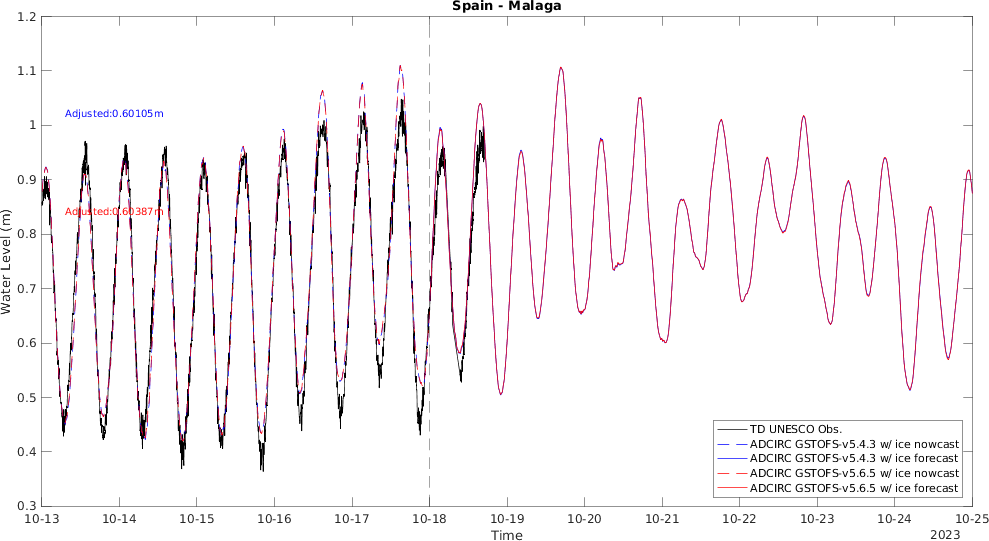 Spain - Malaga
1.2
1.1
1
0.9
0.8
0.7
0.6
0.5
0.4
0.3
Water Level (m)
Adjusted:0.60105m
Adjusted:0.60387m
TD UNESCO Obs.
ADCIRC GSTOFS-v5.4.3 w/ ice nowcast
ADCIRC GSTOFS-v5.4.3 w/ ice forecast
ADCIRC GSTOFS-v5.6.5 w/ ice nowcast
ADCIRC GSTOFS-v5.6.5 w/ ice forecast
10-13 10-14 10-15 10-16 10-17 10-18 10-19 10-20 10-21 10-22 10-23 10-24 10-25
Time
2023